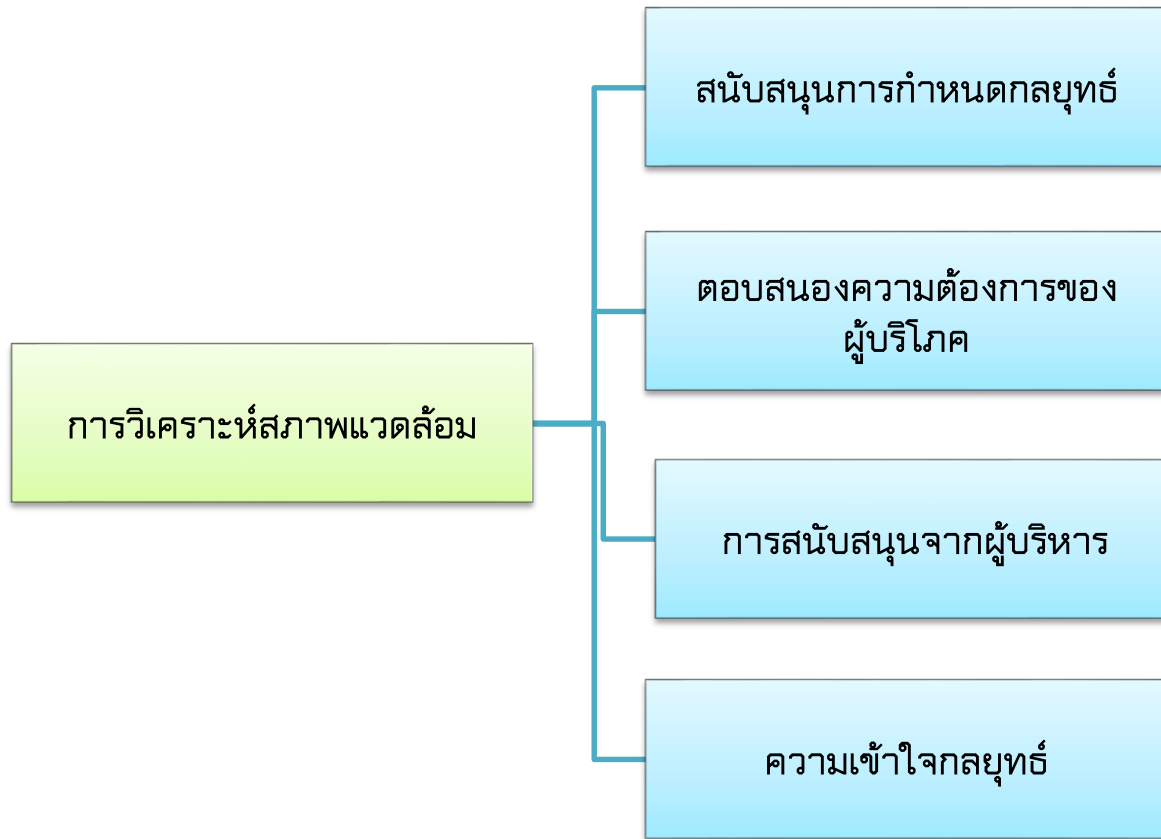 สนับสนุนการกำหนดกลยุทธ์
ตอบสนองความต้องการของ
ผู้บริโภค
การวิเคราะห์สภาพแวดล้อม
การสนับสนุนจากผู้บริหาร
ความเข้าใจกลยุทธ์